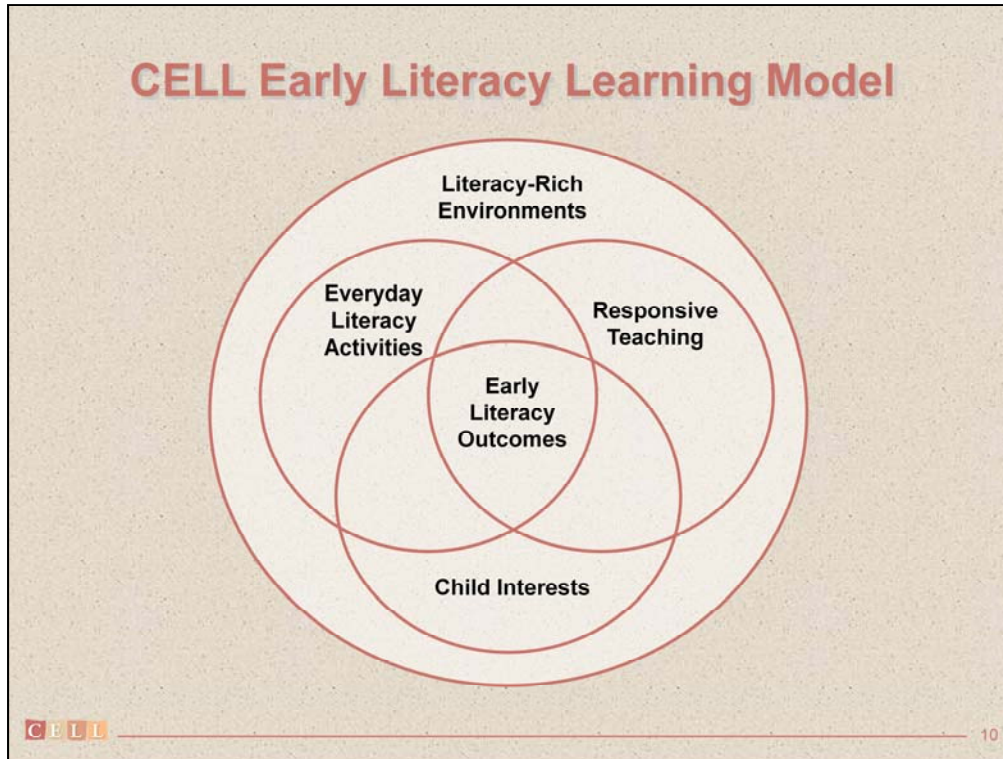 CELL Early Literacy Learning Model
Literacy-Rich
Environments
Everyday
Literacy
Activities
Responsive
Teaching
Early
Literacy
Outcomes
Child Interests
CELL
10